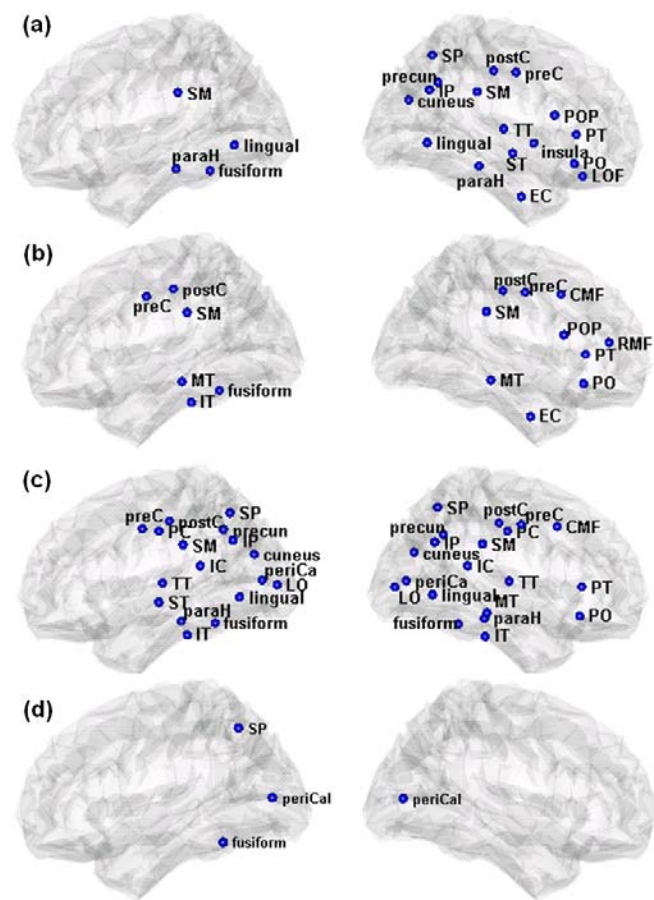 (a)
SM
lingual
paraH
fusiform
SP
postC
preC
precun
IP
SM
cuneus
POP
TT
PT
lingual
insula
ST
PO
paraH
LOF
EC
(b)
postC
preC
SM
MT
fusiform
IT
postC
preC
CMF
SM
POP
RMF
PT
MT
PO
EC
(c)
SP
preC
postC
PC
precun
SM
IP
cuneus
IC
periCa
TT
LO
lingual
ST
paraH
fusiform
IT
SP
postC
preC
CMF
precun
PC
IP
SM
cuneus
IC
periCa
TT
PT
LO
lingual
MT
paraH
PO
fusiform
IT
(d)
SP
periCal
fusiform
periCal